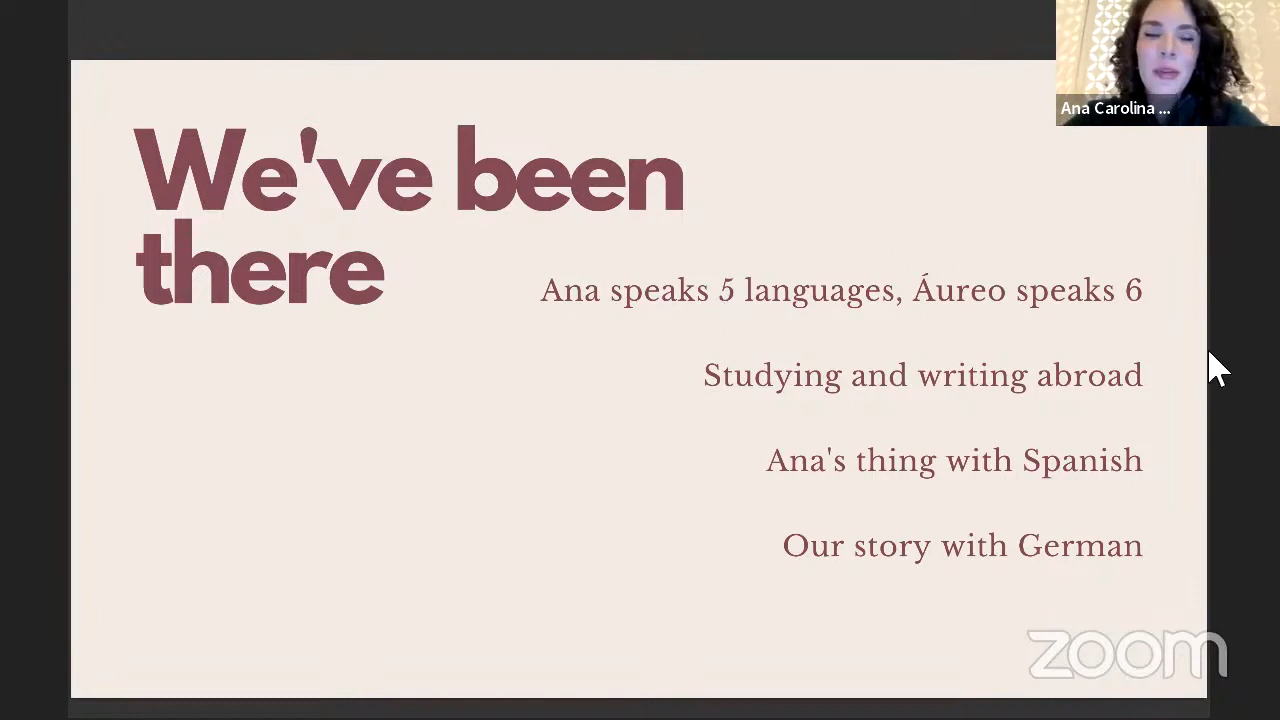 Ana Carolina ...
We've been
there
Ana speaks 5 languages, Áureo speaks 6
Studying and writing abroad
Ana's thing with Spanish
Our story with German
zoom